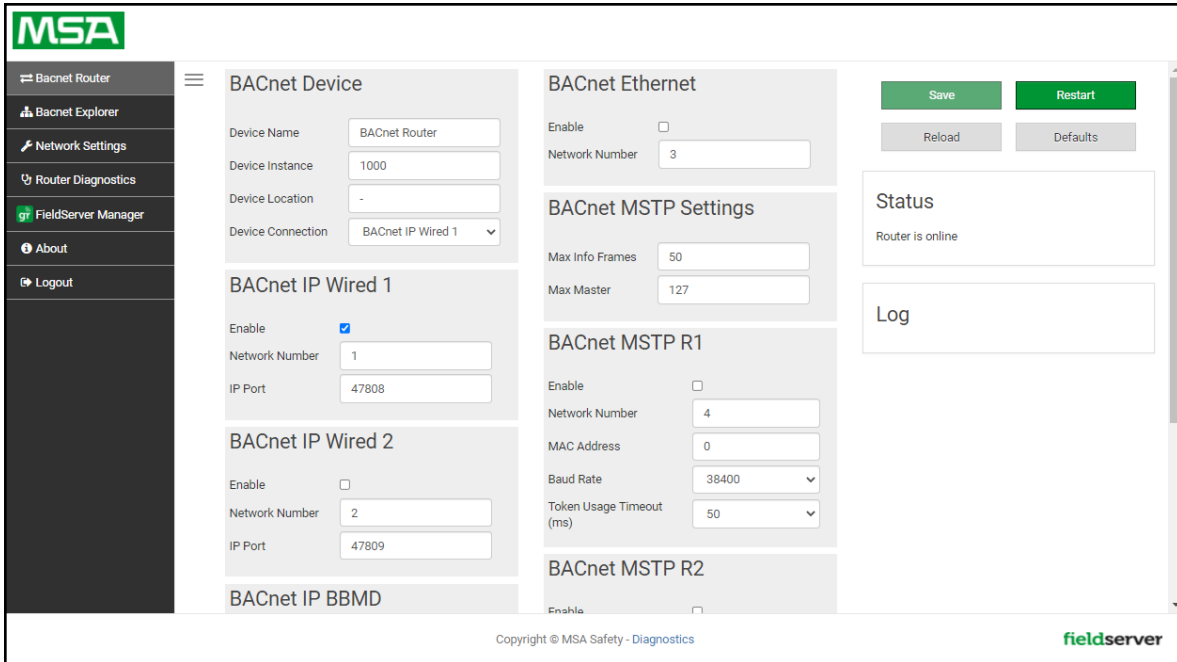 MSA
Bacnet Router
Bacnet Explorer
Network Settings
Router Diagnostics
FieldServer Manager
About
Logout
BACnet Device
Device Name BACnet Router
Device Instance 1000
Device Location -
Device Connection BACnet IP Wired 1
BACnet IP Wired 1
Enable
Network Number 1
IP Port 47808
BACnet IP Wired 2
Enable
Network Number 2
IP Port 47809
BACnet IP BBMD
BACnet Ethernet
Enable
Network Number 3
BACnet MSTP Settings
Max Info Frames 50
Max Master 127
BACnet MSTP R1
Enable
Network Number 4
MAC Address 0
Baud Rate 38400
Token Usage Timeout
(ms) 50
BACnet MSTP R2
Enable
Save Restart
Reload Defaults
Status
Router is online
Log
Copyright © MSA Safety - Diagnostics
fieldserver